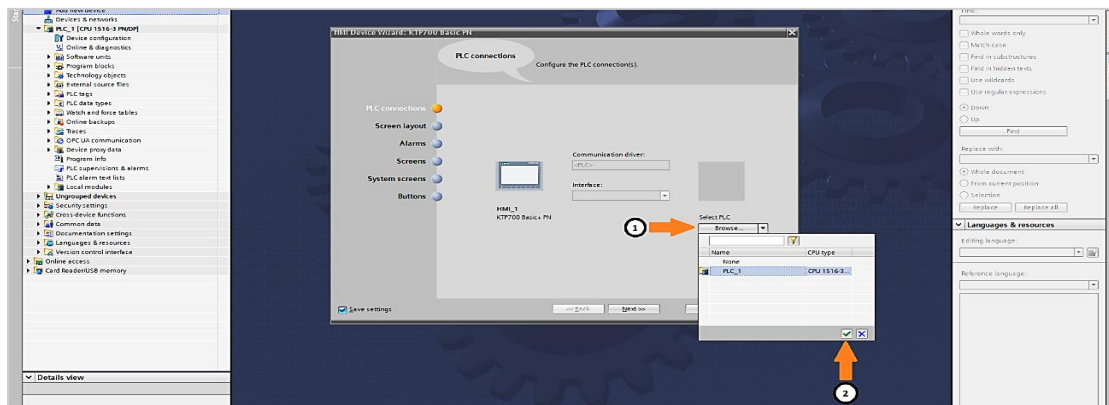 Add new device
Devices & networks
PLC_1 [CPU 1516-3 PN/DP]
Device configuration
Online & diagnostics
Software units
Program blocks
Technology objects
External source files
PLC tags
PLC data types
Watch and force tables
Online backups
Traces
OPC UA communication
Device proxy data
Program info
PLC supervisions & alarms
PLC alarm text lists
Local modules
Ungrouped devices
Security settings
Cross-device functions
Common data
Documentation settings
Languages & resources
Version control interface
Online access
Card Reader/USB memory
Details view
HMI Device Wizard: KTP700 Basic PN
PLC connections
Configure the PLC connection(s).
PLC connections
Screen layout
Alarms
Screens
System screens
Buttons
Communication driver:
<PLC>
Interface:
HMI_1
KTP700 Basic+ PN
1
Select PLC
Browse...
Name CPU type
None
PLC_1 CPU 1516-3...
Save settings
<< Back Next >>
2
Find:
Whole words only
Match case
Find in substructures
Find in hidden texts
Use wildcards
Use regular expressions
Down
Up
Find
Replace with:
Whole document
From current position
Selection
Replace Replace all
Languages & resources
Editing language:
Reference language: